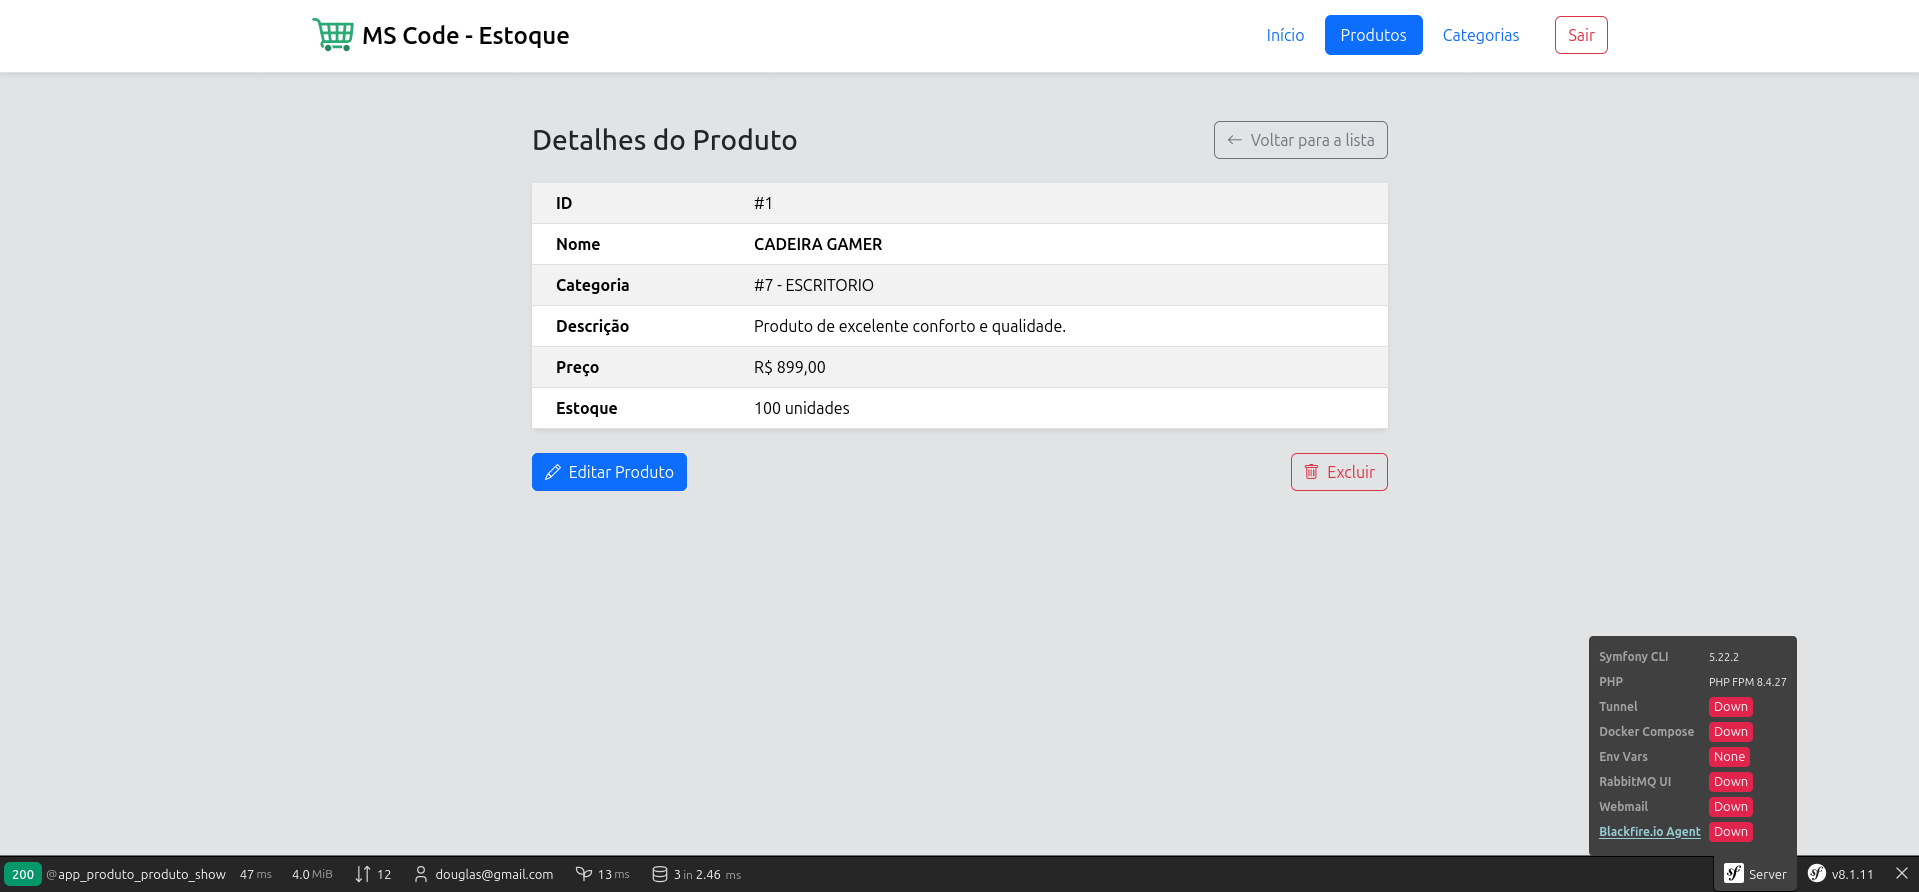 MS Code - Estoque Início Produtos Categorias Sair
Detalhes do Produto Voltar para a lista
ID #1
Nome CADEIRA GAMER
Categoria #7 - ESCRITORIO
Descrição Produto de excelente conforto e qualidade.
Preço R$ 899,00
Estoque 100 unidades
Editar Produto Excluir
Symfony CLI 5.22.2
PHP PHP FPM 8.4.27
Tunnel Down
Docker Compose Down
Env Vars None
RabbitMQ UI Down
Webmail Down
Blackfire.io Agent Down
200 @app_produto_produto_show 47 ms 4.0 MiB 12 douglas@gmail.com 13 ms 3 in 2.46 ms Server v8.1.11